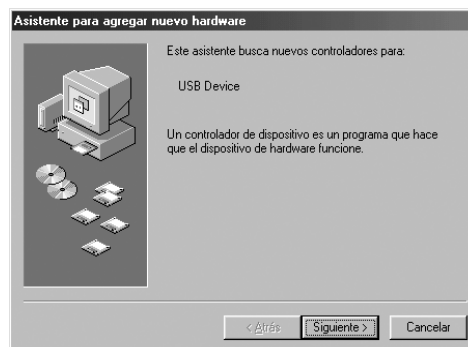 Asistente para agregar nuevo hardware
Este asistente busca nuevos controladores para:
USB Device
Un controlador de dispositivo es un programa que hace
que el dispositivo de hardware funcione.
< Atrás
Siguiente >
Cancelar